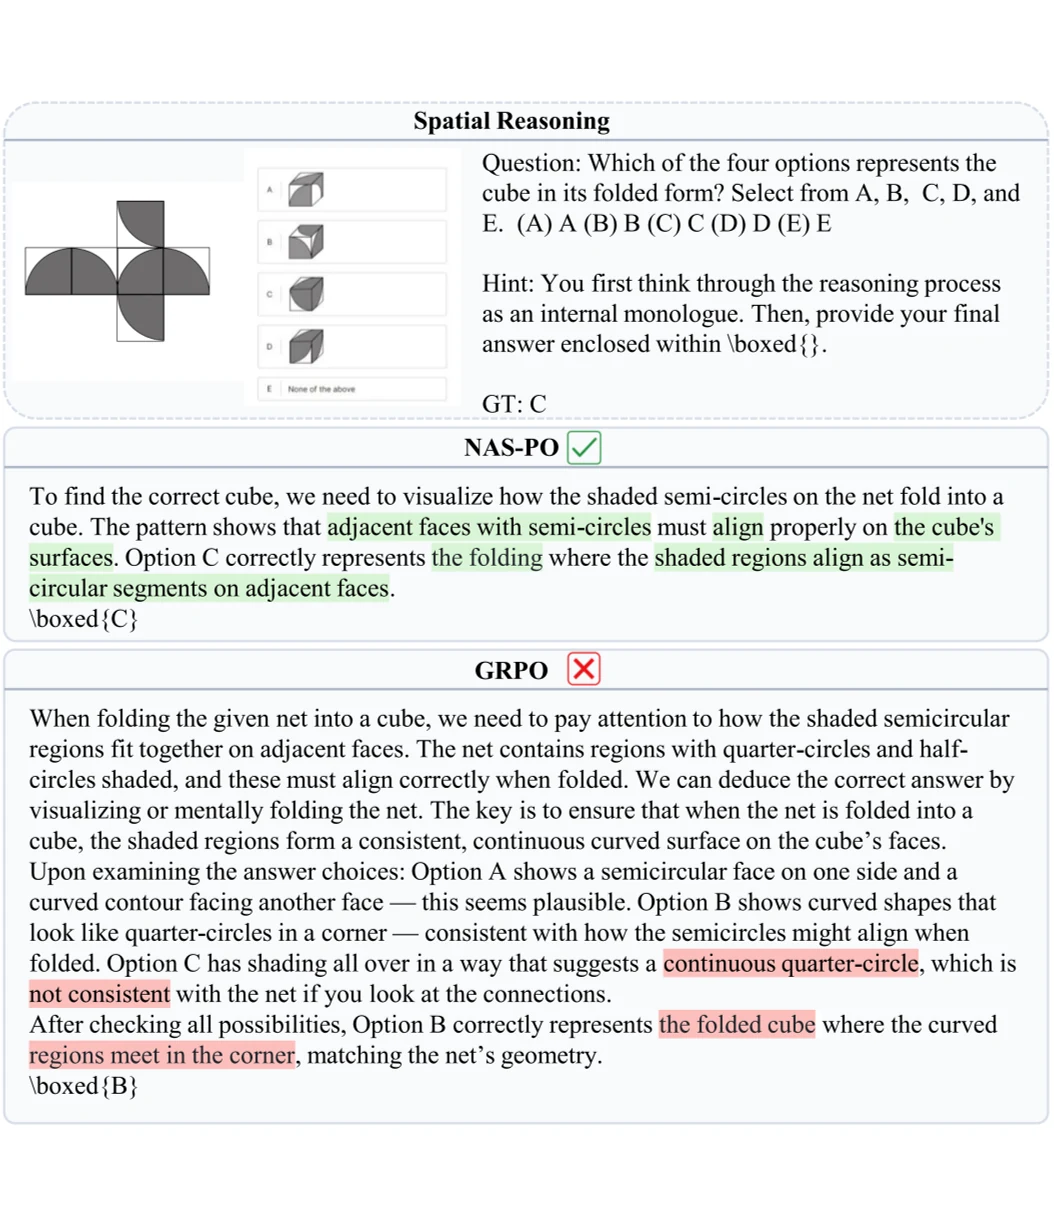 Spatial Reasoning
A
B
C
D
E None of the above
Question: Which of the four options represents the
cube in its folded form? Select from A, B, C, D, and
E. (A) A (B) B (C) C (D) D (E) E
Hint: You first think through the reasoning process
as an internal monologue. Then, provide your final
answer enclosed within \boxed{}.
GT: C
NAS-PO
To find the correct cube, we need to visualize how the shaded semi-circles on the net fold into a
cube. The pattern shows that adjacent faces with semi-circles must align properly on the cube's
surfaces. Option C correctly represents the folding where the shaded regions align as semi-
circular segments on adjacent faces.
\boxed{C}
GRPO
When folding the given net into a cube, we need to pay attention to how the shaded semicircular
regions fit together on adjacent faces. The net contains regions with quarter-circles and half-
circles shaded, and these must align correctly when folded. We can deduce the correct answer by
visualizing or mentally folding the net. The key is to ensure that when the net is folded into a
cube, the shaded regions form a consistent, continuous curved surface on the cube’s faces.
Upon examining the answer choices: Option A shows a semicircular face on one side and a
curved contour facing another face — this seems plausible. Option B shows curved shapes that
look like quarter-circles in a corner — consistent with how the semicircles might align when
folded. Option C has shading all over in a way that suggests a continuous quarter-circle, which is
not consistent with the net if you look at the connections.
After checking all possibilities, Option B correctly represents the folded cube where the curved
regions meet in the corner, matching the net’s geometry.
\boxed{B}